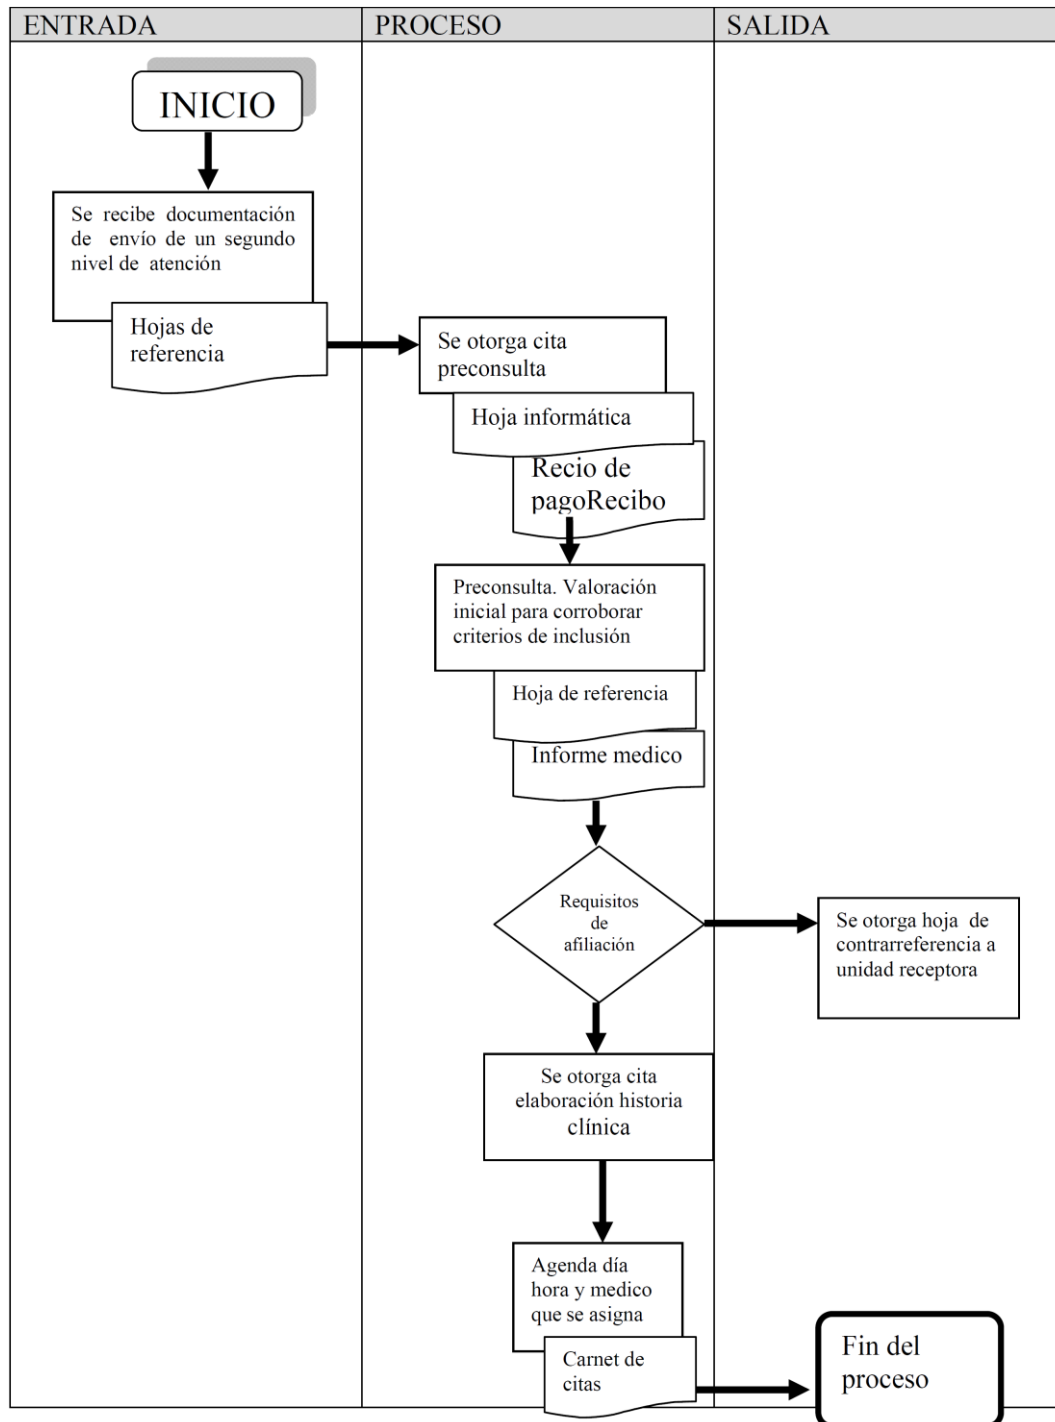 ENTRADA
PROCESO
SALIDA
INICIO
Se recibe documentación
de envío de un segundo
nivel de atención
Hojas de
referencia
Se otorga cita
preconsulta
Hoja informática
Recio de
pagoRecibo
Preconsulta. Valoración
inicial para corroborar
criterios de inclusión
Hoja de referencia
Informe medico
Requisitos
de
afiliación
Se otorga hoja de
contrarreferencia a
unidad receptora
Se otorga cita
elaboración historia
clínica
Agenda día
hora y medico
que se asigna
Carnet de
citas
Fin del
proceso